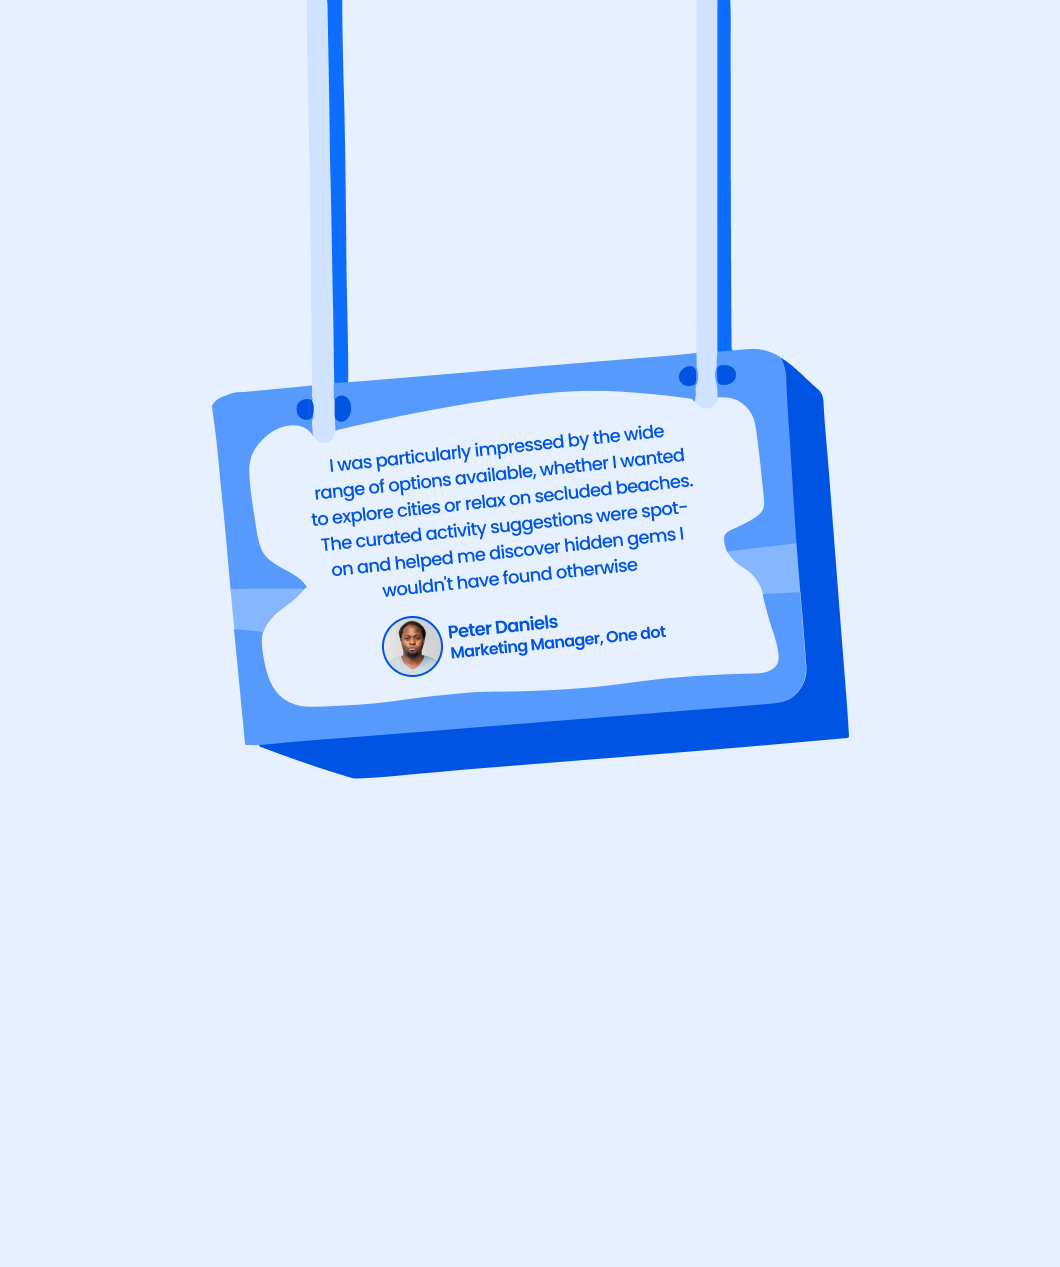 I was particularly impressed by the wide
range of options available, whether I wanted
to explore cities or relax on secluded beaches.
The curated activity suggestions were spot-
on and helped me discover hidden gems I
wouldn't have found otherwise
Peter Daniels
Marketing Manager, One dot